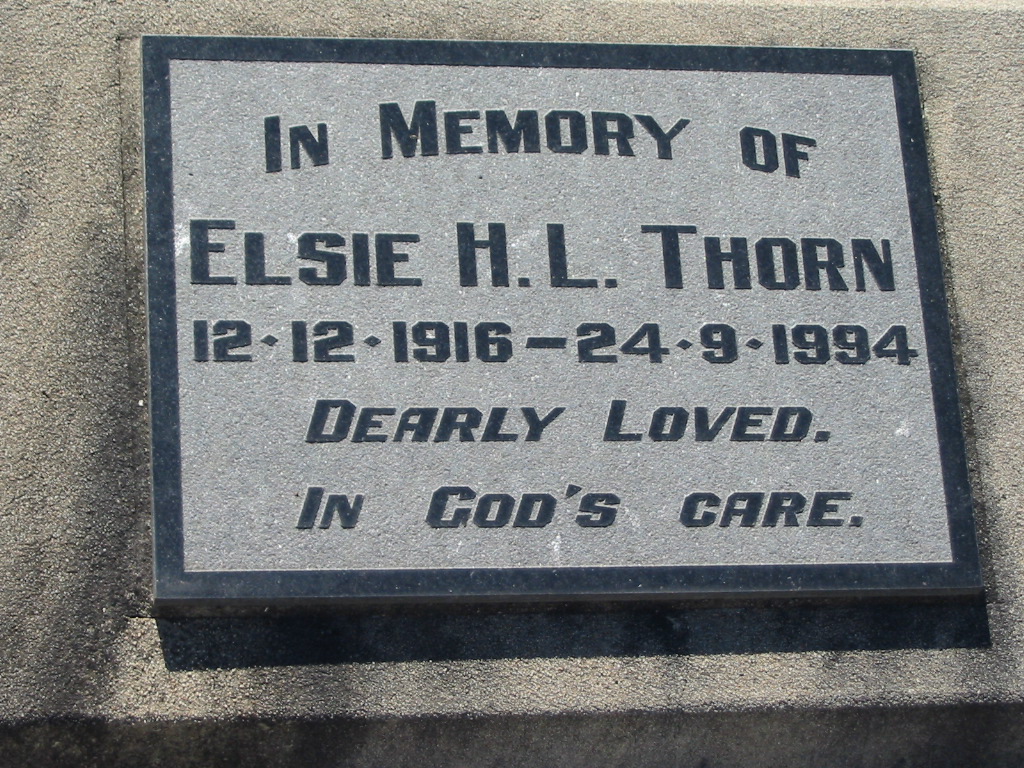 In Memory of
Elsie H.L. Thorn
12·12·1916-24·9·1994
Dearly Loved.
In God's care.